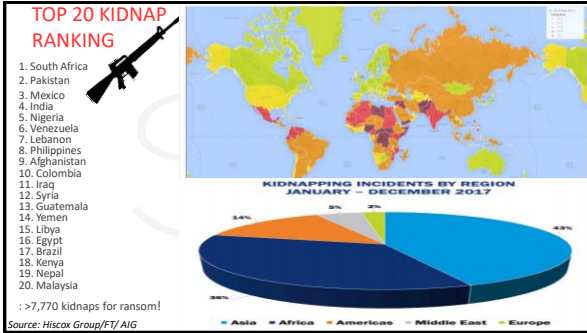 TOP 20 KIDNAP
RANKING
1. South Africa
2. Pakistan
3. Mexico
4. India
5. Nigeria
6. Venezuela
7. Lebanon
8. Philippines
9. Afghanistan
10. Colombia
11. Iraq
12. Syria
13. Guatemala
14. Yemen
15. Libya
16. Egypt
17. Brazil
18. Kenya
19. Nepal
20. Malaysia
: >7,770 kidnaps for ransom!
Source: Hiscox Group/FT/ AIG
KIDNAPPING INCIDENTS BY REGION
JANUARY – DECEMBER 2017
5%
2%
14%
43%
36%
Asia Africa Americas Middle East Europe